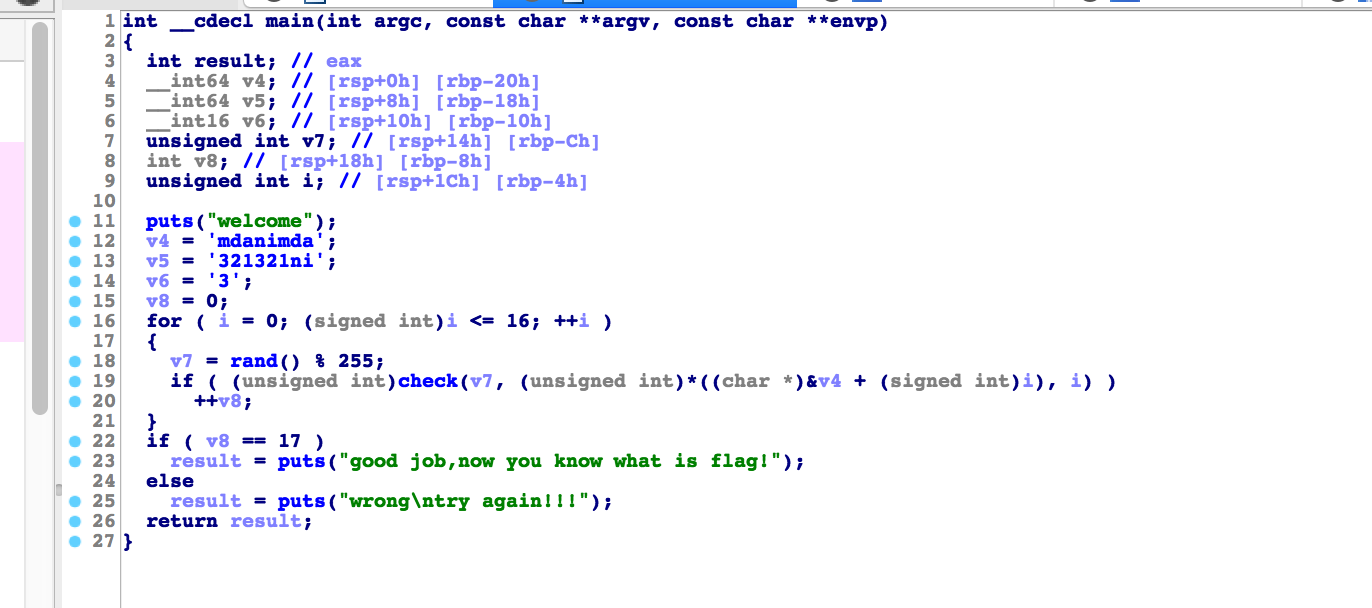 1 int __cdecl main(int argc, const char **argv, const char **envp)
2 {
3   int result; // eax
4   __int64 v4; // [rsp+0h] [rbp-20h]
5   __int64 v5; // [rsp+8h] [rbp-18h]
6   __int16 v6; // [rsp+10h] [rbp-10h]
7   unsigned int v7; // [rsp+14h] [rbp-Ch]
8   int v8; // [rsp+18h] [rbp-8h]
9   unsigned int i; // [rsp+1Ch] [rbp-4h]
10
11   puts("welcome");
12   v4 = 'mdanimda';
13   v5 = '321321ni';
14   v6 = '3';
15   v8 = 0;
16   for ( i = 0; (signed int)i <= 16; ++i )
17   {
18     v7 = rand() % 255;
19     if ( (unsigned int)check(v7, (unsigned int)*((char *)&v4 + (signed int)i), i) )
20       ++v8;
21   }
22   if ( v8 == 17 )
23     result = puts("good job,now you know what is flag!");
24   else
25     result = puts("wrong\ntry again!!!");
26   return result;
27 }